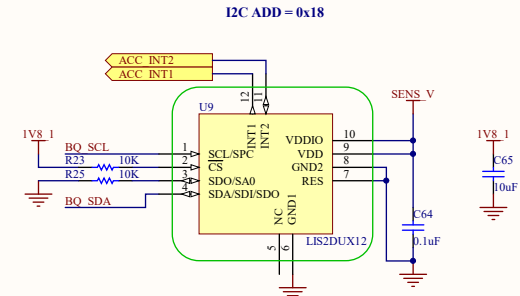 I2C ADD = 0x18
ACC_INT2
ACC_INT1
SENS_V
U9
12
11
INT1
INT2
1V8_1
BQ_SCL
1
SCL/SPC
R23
10K
2
CS
R25
10K
3
SDO/SA0
BQ_SDA
4
SDA/SDI/SDO
VDDIO
10
VDD
9
GND2
8
RES
7
NC
GND1
5
6
LIS2DUX12
C64
0.1uF
1V8_1
C65
10uF